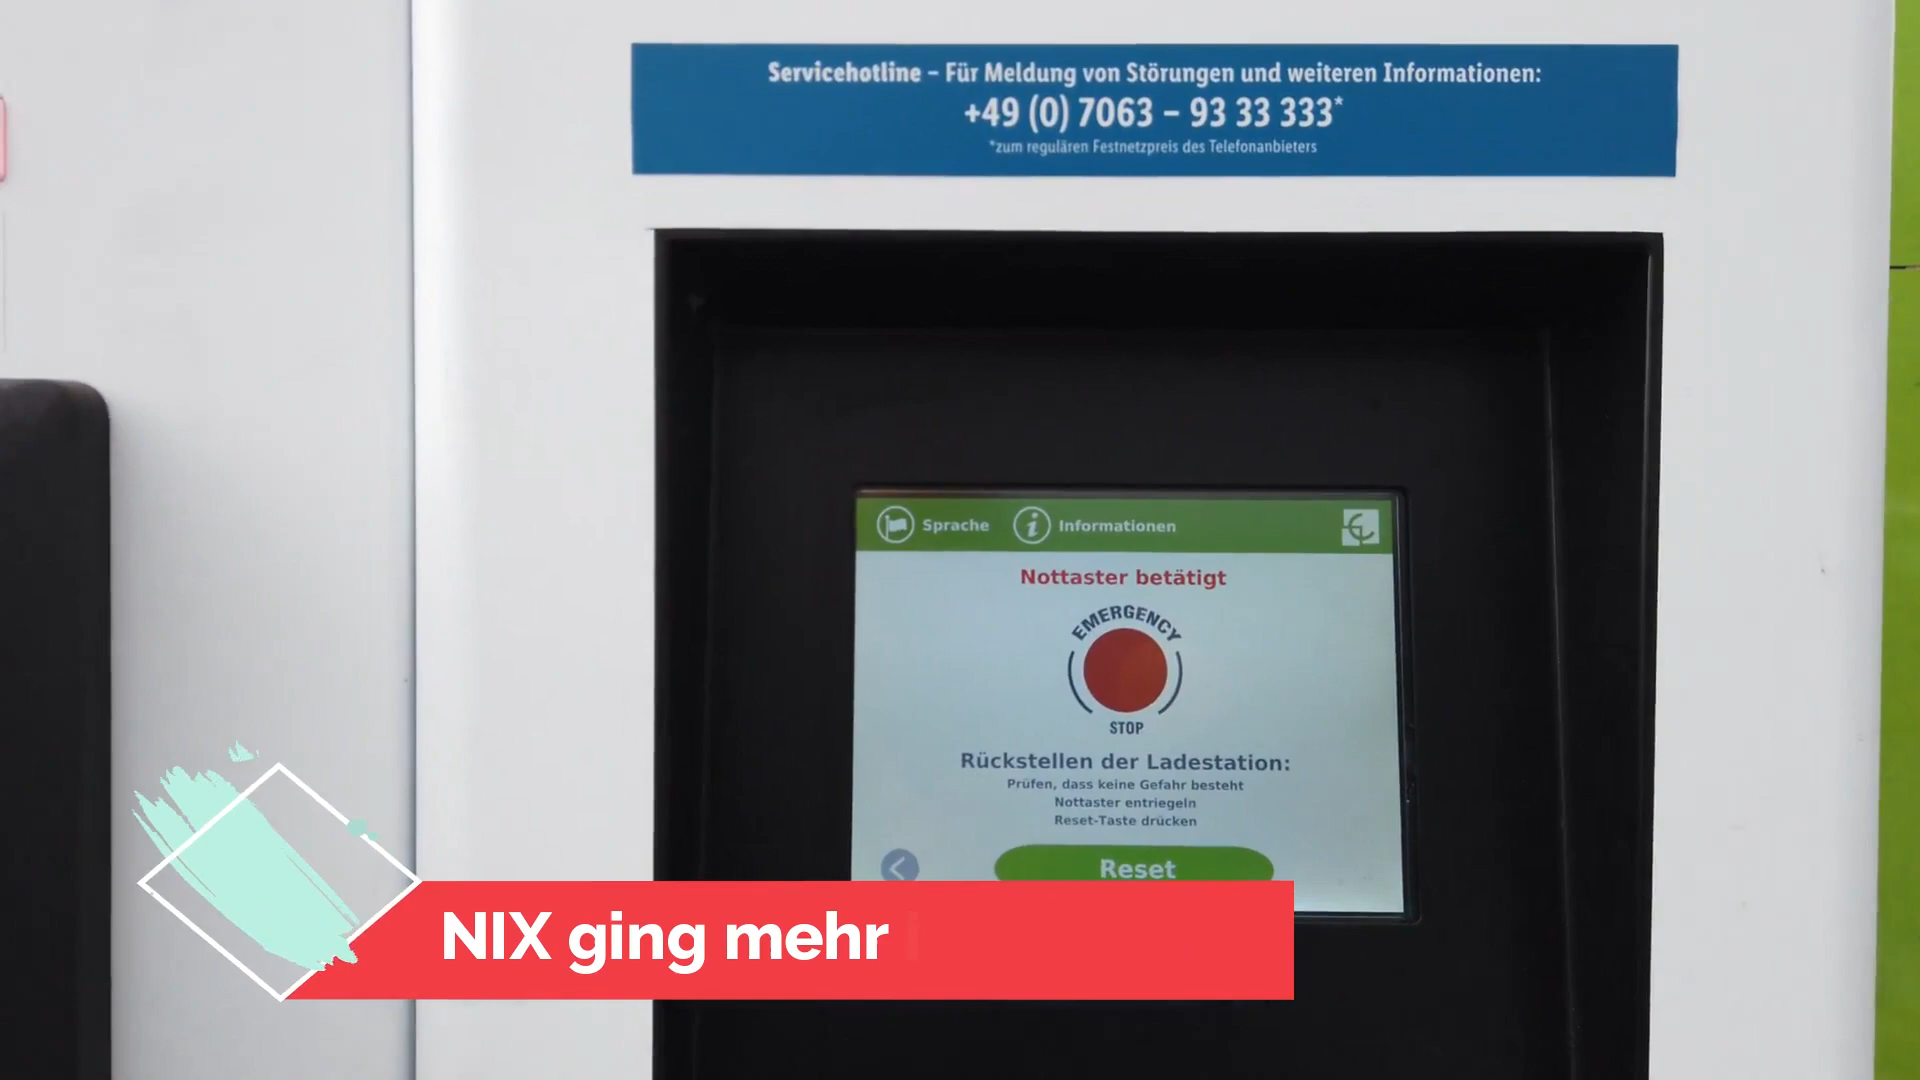 Servicehotline – Für Meldung von Störungen und weiteren Informationen:
+49 (0) 7063 – 93 33 333*
*zum regulären Festnetzpreis des Telefonanbieters
Sprache Informationen
Nottaster betätigt
EMERGENCY
STOP
Rückstellen der Ladestation:
Prüfen, dass keine Gefahr besteht
Nottaster entriegeln
Reset-Taste drücken
Reset
NIX ging mehr